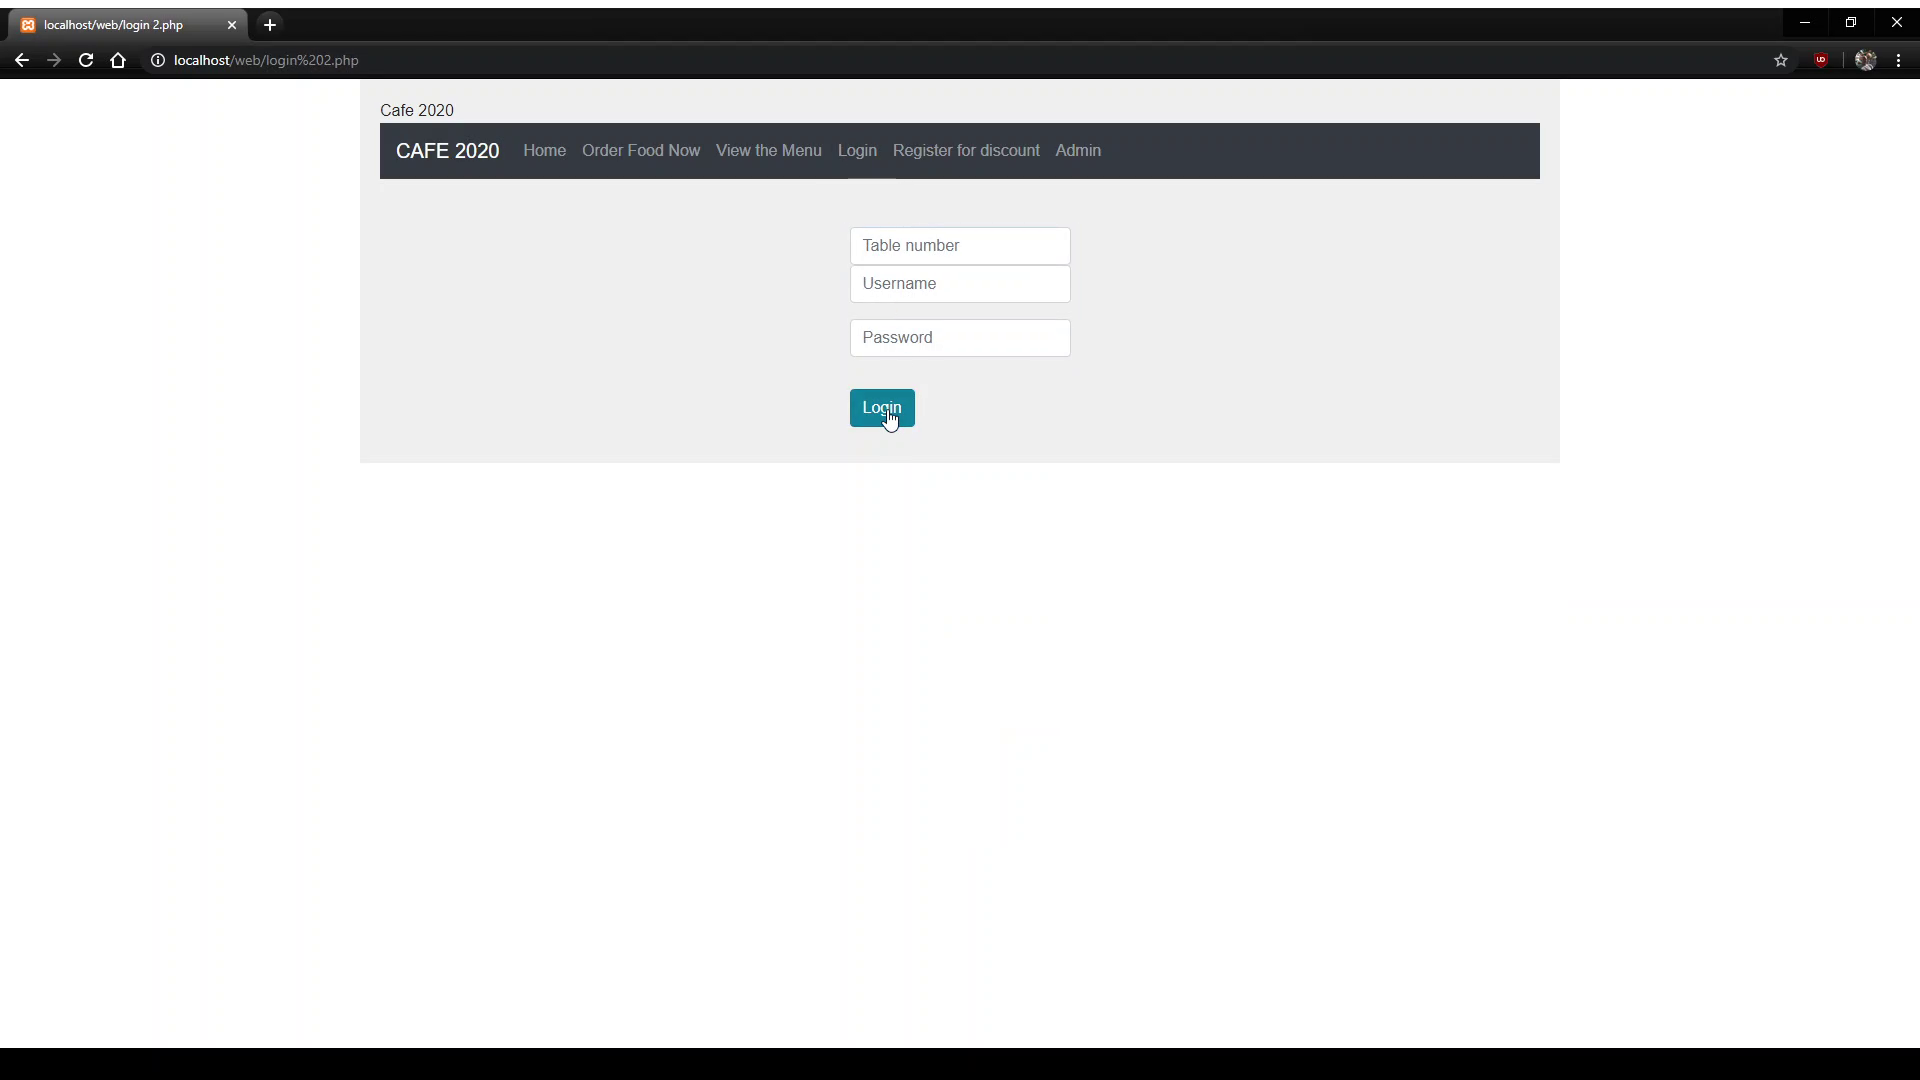 localhost/web/login 2.php
localhost/web/login%202.php
Cafe 2020
CAFE 2020 Home Order Food Now View the Menu Login Register for discount Admin
Table number
Username
Password
Login